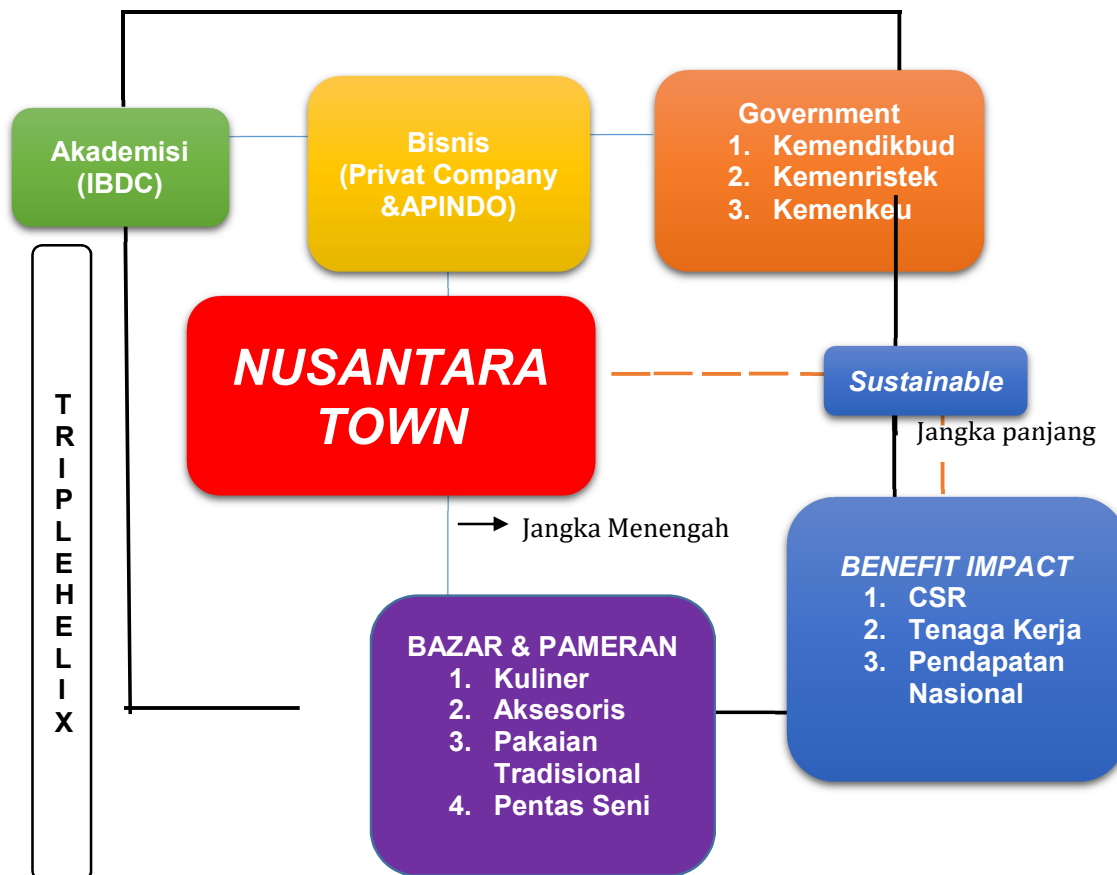 Akademisi
(IBDC)
Bisnis
(Privat Company
&APINDO)
Government
1. Kemendikbud
2. Kemenristek
3. Kemenkeu
TRIPLEHELIX
NUSANTARA
TOWN
Sustainable
Jangka panjang
Jangka Menengah
BENEFIT IMPACT
1. CSR
2. Tenaga Kerja
3. Pendapatan
Nasional
BAZAR & PAMERAN
1. Kuliner
2. Aksesoris
3. Pakaian
Tradisional
4. Pentas Seni